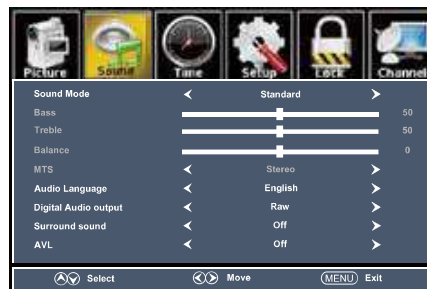 Picture Sound Time Setup Lock Channel
Sound Mode Standard
Bass 50
Treble 50
Balance 0
MTS Stereo
Audio Language English
Digital Audio output Raw
Surround sound Off
AVL Off
Select Move MENU Exit